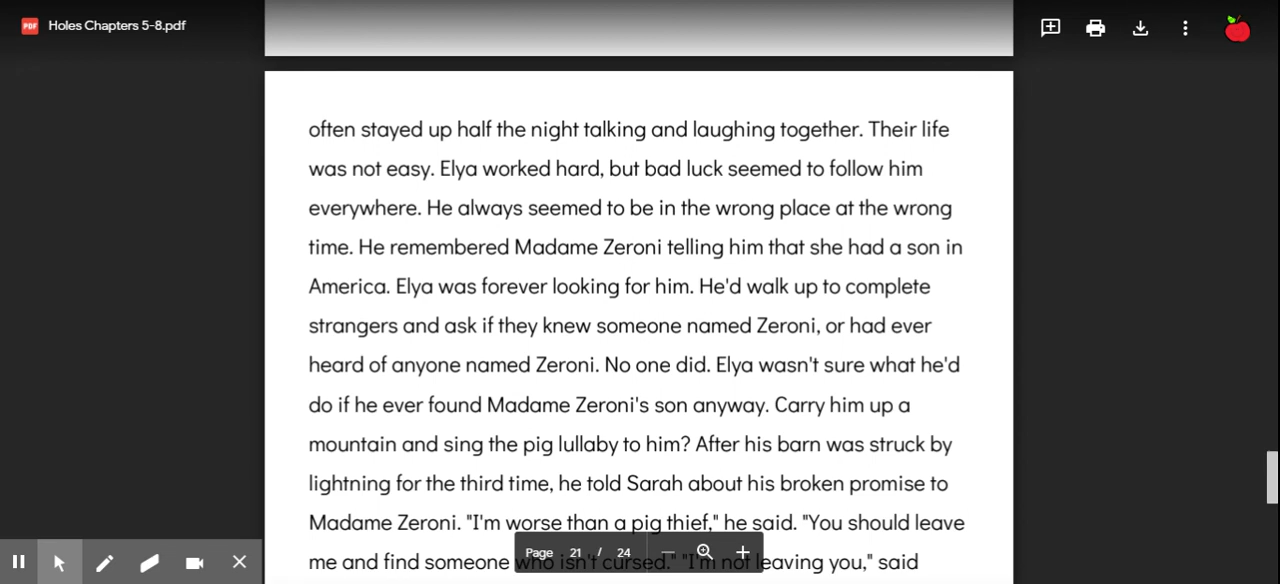 PDF Holes Chapters 5-8.pdf
often stayed up half the night talking and laughing together. Their life
was not easy. Elya worked hard, but bad luck seemed to follow him
everywhere. He always seemed to be in the wrong place at the wrong
time. He remembered Madame Zeroni telling him that she had a son in
America. Elya was forever looking for him. He'd walk up to complete
strangers and ask if they knew someone named Zeroni, or had ever
heard of anyone named Zeroni. No one did. Elya wasn't sure what he'd
do if he ever found Madame Zeroni's son anyway. Carry him up a
mountain and sing the pig lullaby to him? After his barn was struck by
lightning for the third time, he told Sarah about his broken promise to
Madame Zeroni. "I'm worse than a pig thief," he said. "You should leave
me and find someone who isn't cursed." "I'm not leaving you," said
Page 21 / 24